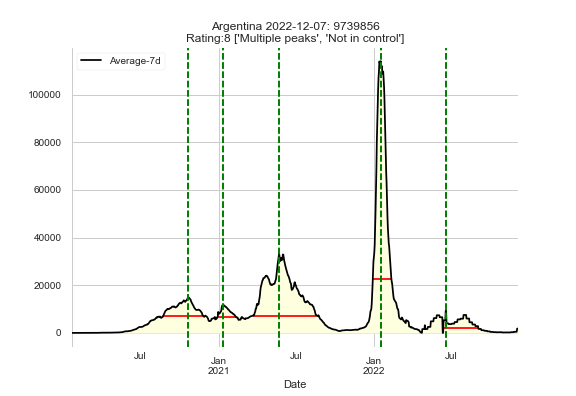 Argentina 2022-12-07: 9739856
Rating:8 ['Multiple peaks', 'Not in control']
Average-7d
100000
80000
60000
40000
20000
0
Jul
Jan
2021
Jul
Jan
2022
Jul
Date